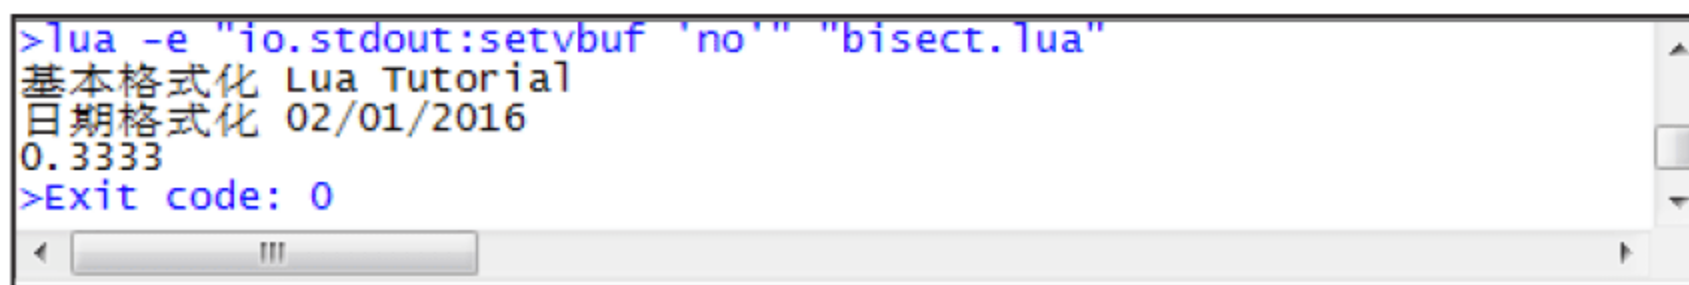 >lua -e "io.stdout:setvbuf 'no'" "bisect.lua"
基本格式化 Lua Tutorial
日期格式化 02/01/2016
0.3333
>Exit code: 0